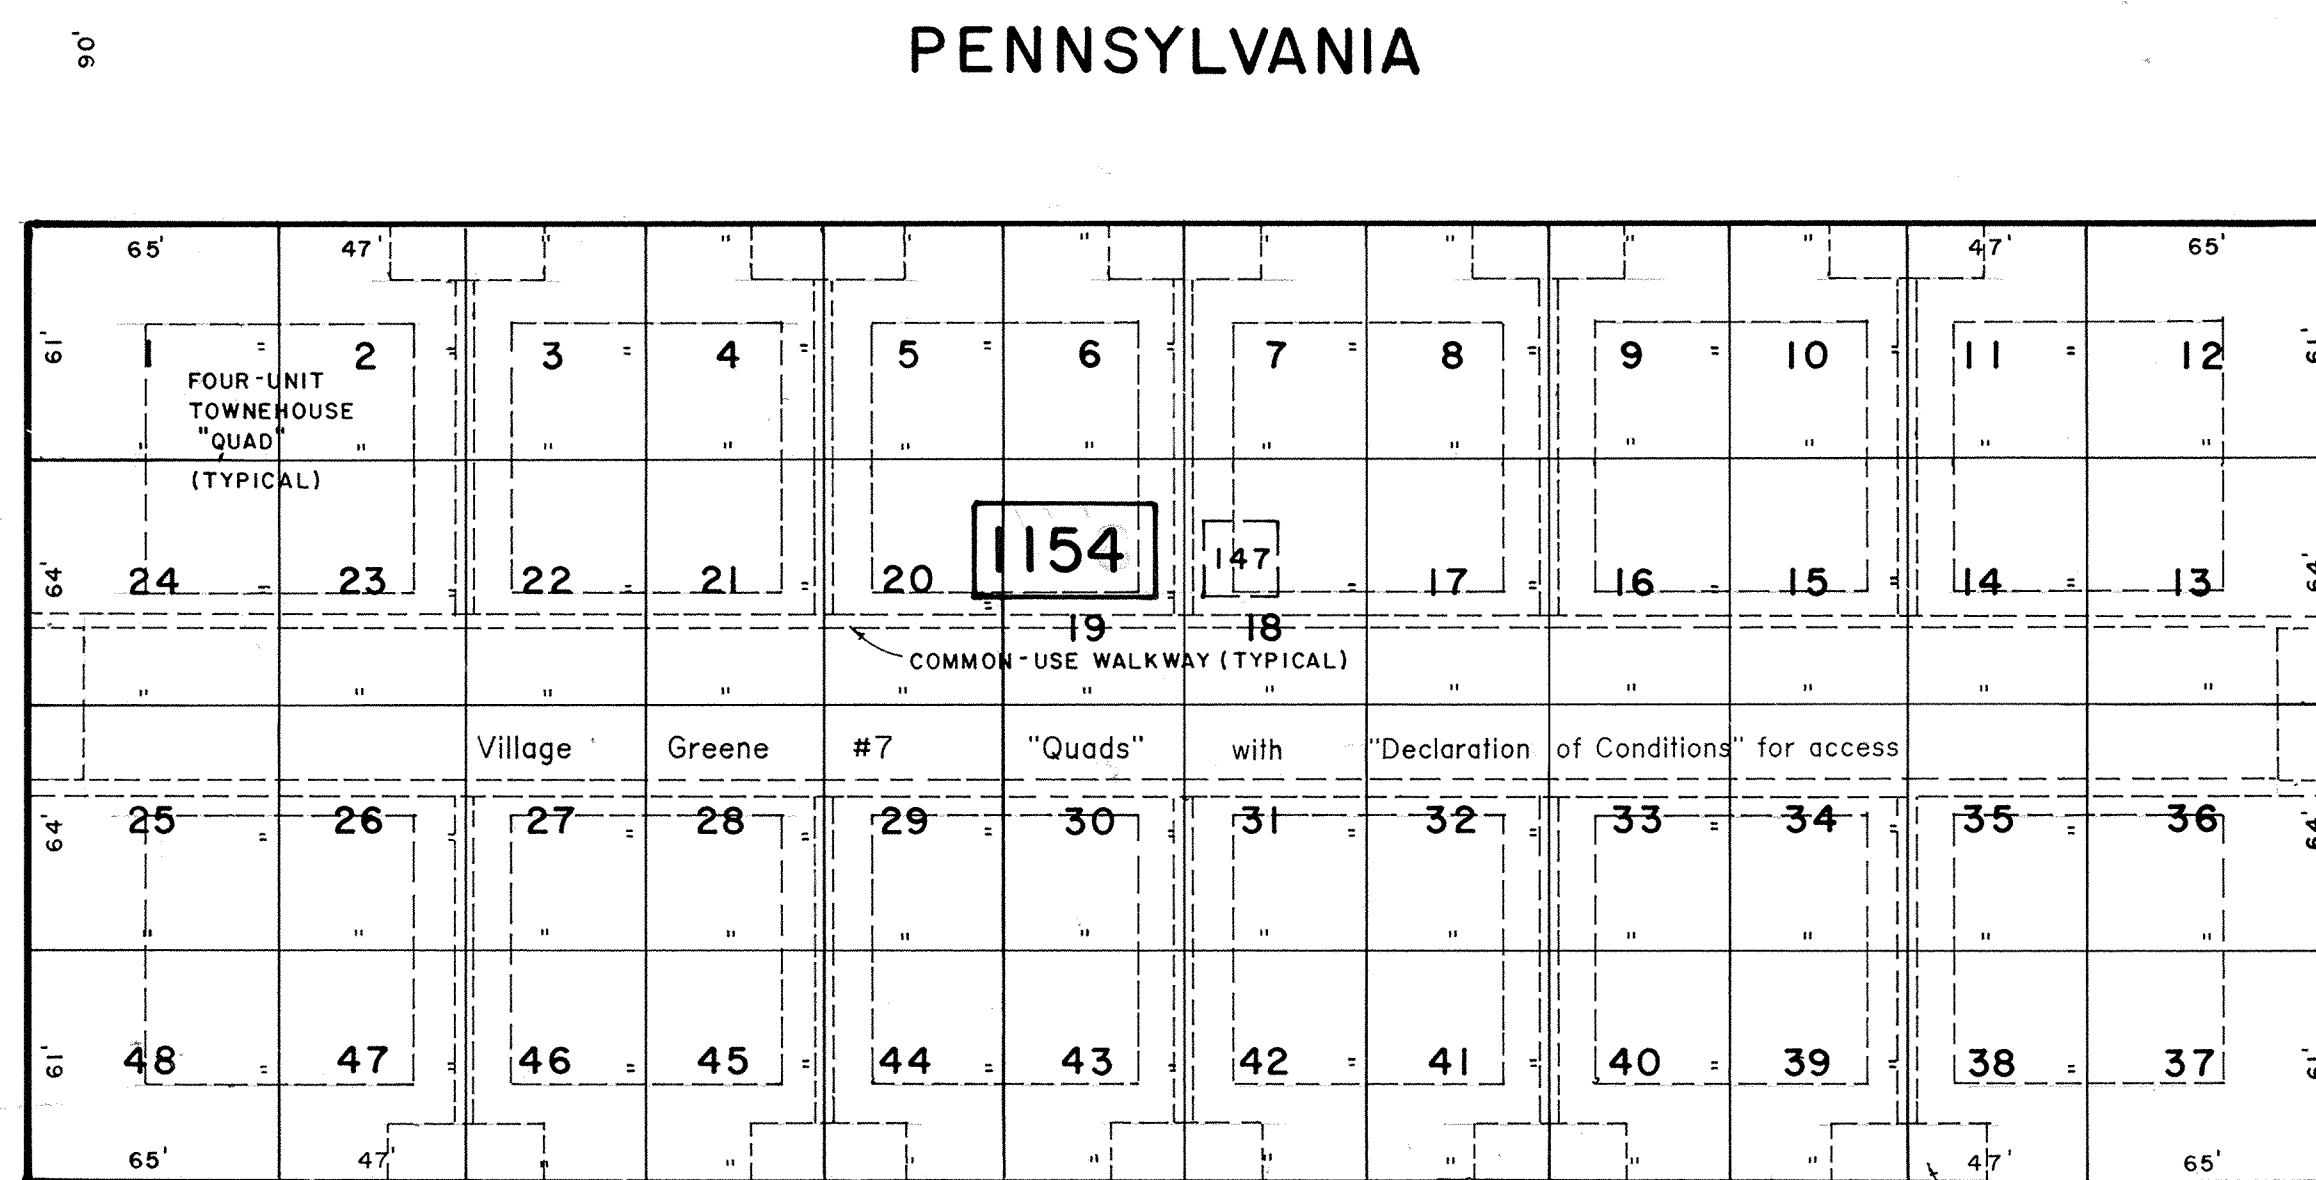 90'
PENNSYLVANIA
65' 47' " " ' " ' " " " 47' 65'
61' 1 = 2 = 3 = 4 = 5 = 6 = 7 = 8 = 9 = 10 = 11 = 12 61'
FOUR-UNIT
TOWNEHOUSE
"QUAD"
" " " " " " " " " " " "
(TYPICAL)
1154
147
64' 24 = 23 = 22 = 21 = 20 = = 17 = 16 = 15 = 14 = 13 64'
19 18
COMMON-USE WALKWAY (TYPICAL)
" " " " " " " " " " " "
Village Greene #7 "Quads" with "Declaration of Conditions" for access
64' 25 = 26 = 27 = 28 = 29 = 30 = 31 = 32 = 33 = 34 = 35 = 36 64'
" " " " " " " " " " " "
61' 48 = 47 = 46 = 45 = 44 = 43 = 42 = 41 = 40 = 39 = 38 = 37 61'
65' 47' " " ' " " " " " 47' 65'